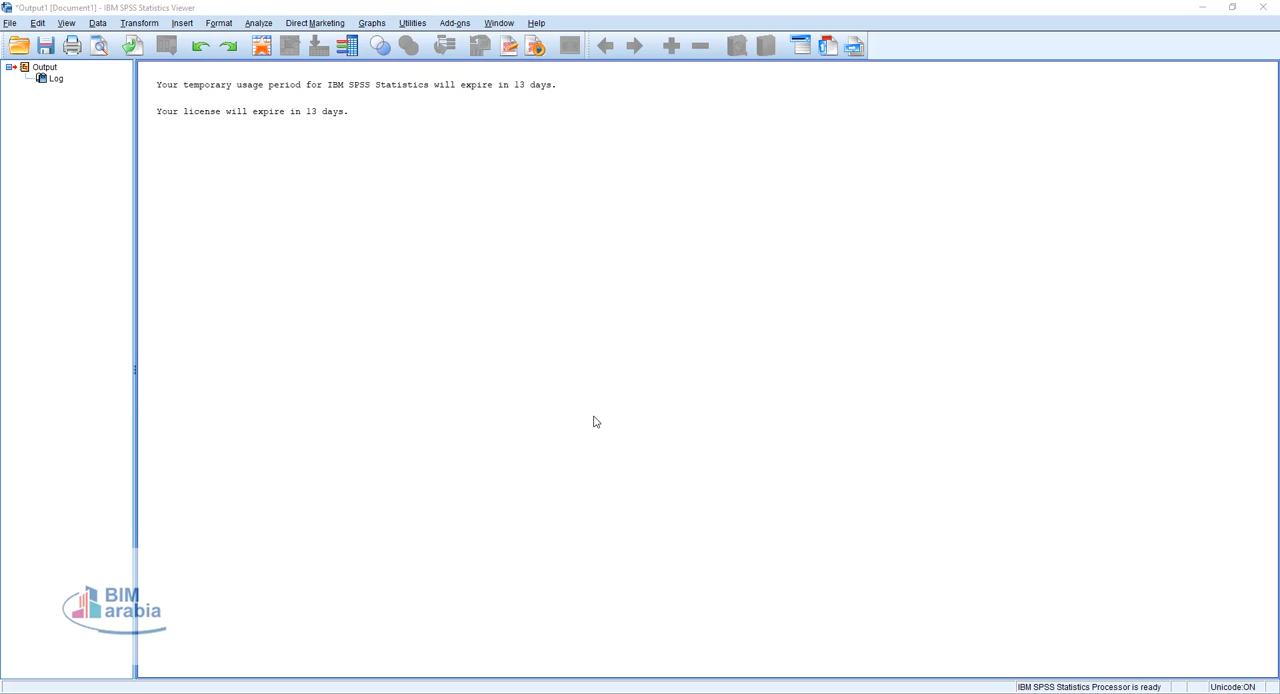 *Output1 [Document1] - IBM SPSS Statistics Viewer
File Edit View Data Transform Insert Format Analyze Direct Marketing Graphs Utilities Add-ons Window Help
Output
Log
Your temporary usage period for IBM SPSS Statistics will expire in 13 days.
Your license will expire in 13 days.
BIM
arabia
IBM SPSS Statistics Processor is ready
Unicode:ON